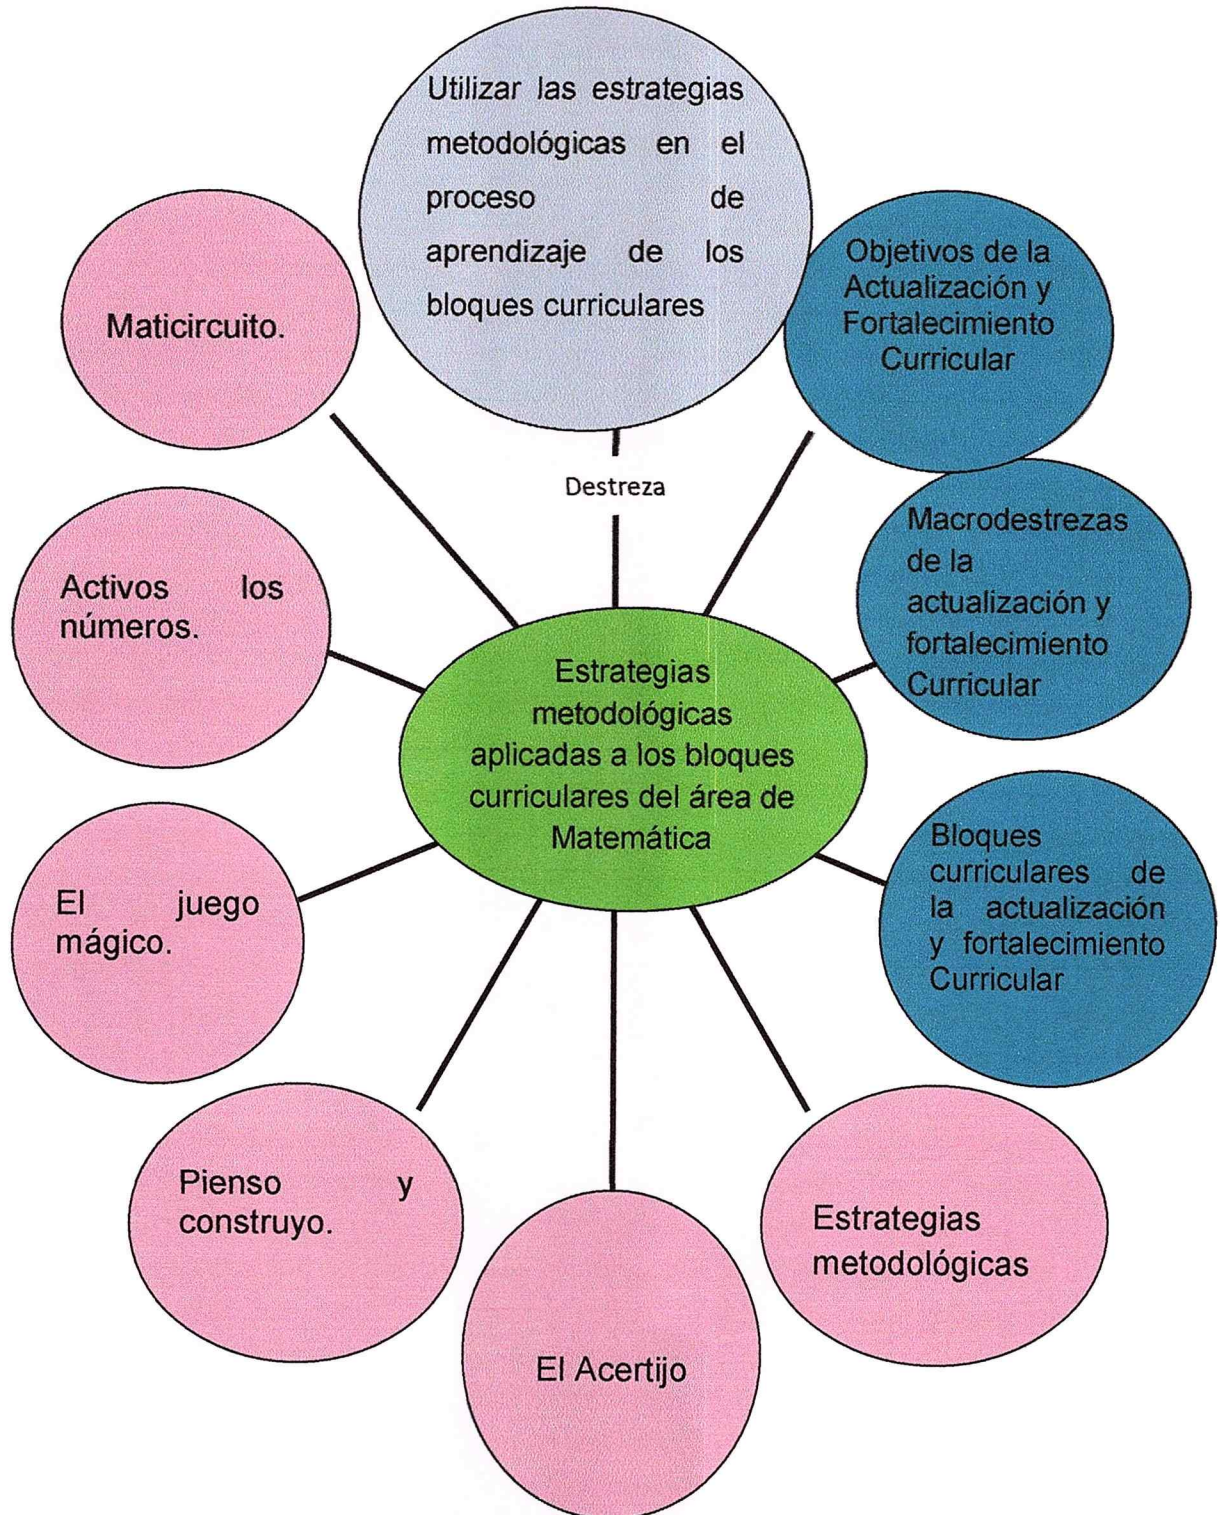 Utilizar las estrategias
metodológicas en el
proceso de
aprendizaje de los
bloques curriculares
Objetivos de la
Actualización y
Fortalecimiento
Curricular
Maticircuito.
Destreza
Macrodestrezas
de la
actualización y
fortalecimiento
Curricular
Activos los
números.
Estrategias
metodológicas
aplicadas a los bloques
curriculares del área de
Matemática
Bloques
curriculares de
la actualización
y fortalecimiento
Curricular
El juego
mágico.
Pienso y
construyo.
Estrategias
metodológicas
El Acertijo